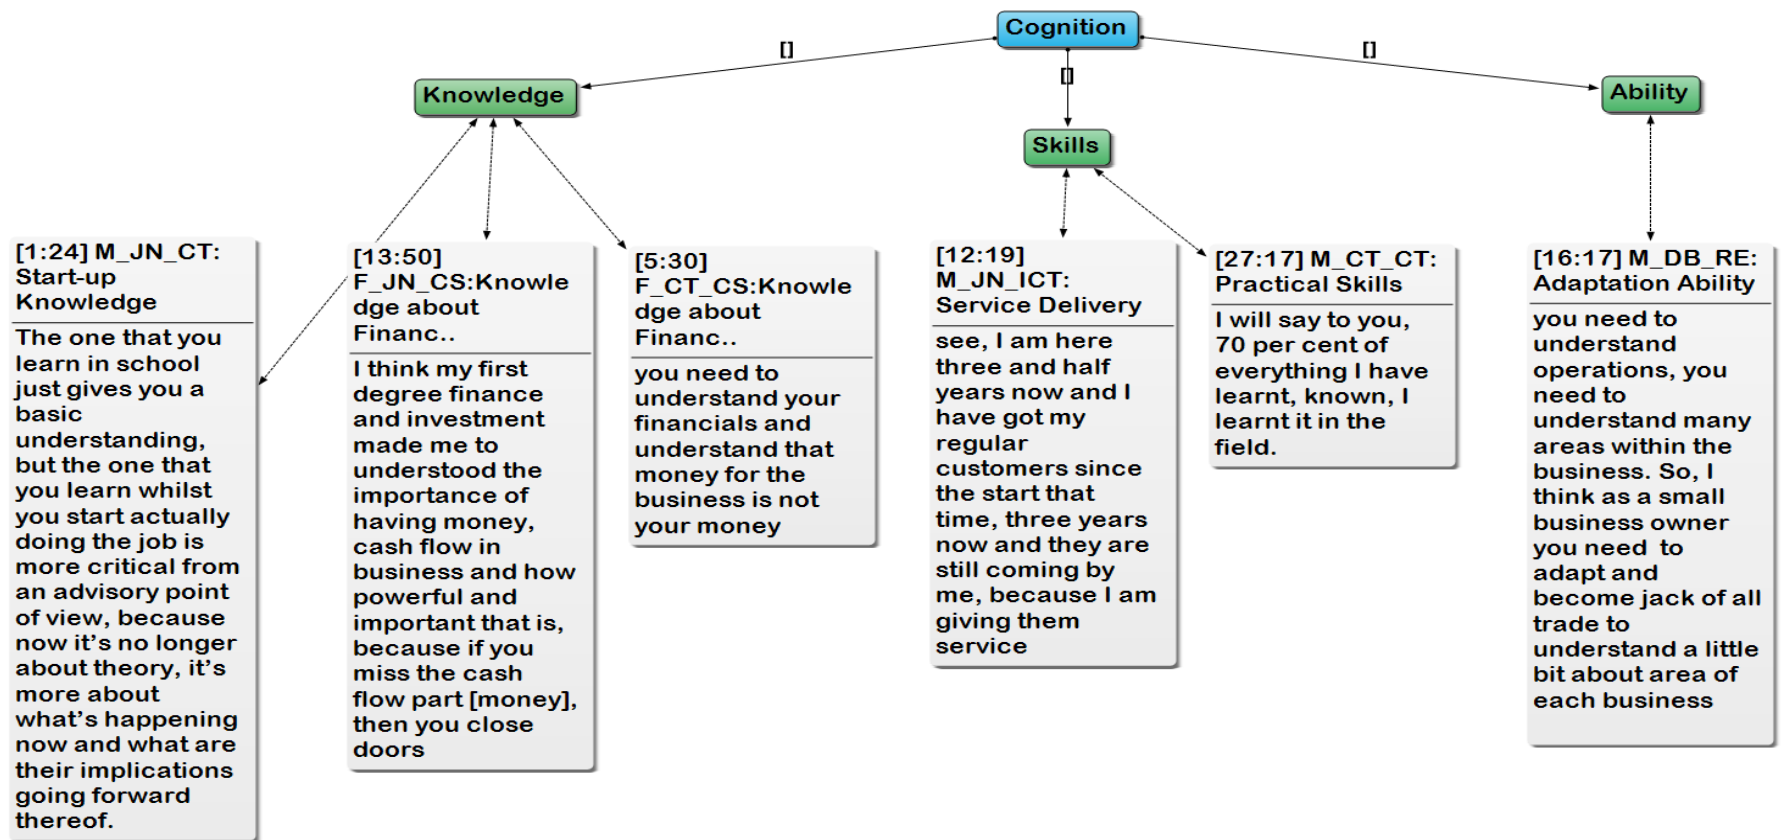 Cognition
[]
[]
[]
Knowledge
Skills
Ability
[1:24] M_JN_CT:
Start-up
Knowledge
The one that you
learn in school
just gives you a
basic
understanding,
but the one that
you learn whilst
you start actually
doing the job is
more critical from
an advisory point
of view, because
now it's no longer
about theory, it's
more about
what's happening
now and what are
their implications
going forward
thereof.
[13:50]
F_JN_CS:Knowle
dge about
Financ..
I think my first
degree finance
and investment
made me to
understood the
importance of
having money,
cash flow in
business and how
powerful and
important that is,
because if you
miss the cash
flow part [money],
then you close
doors
[5:30]
F_CT_CS:Knowle
dge about
Financ..
you need to
understand your
financials and
understand that
money for the
business is not
your money
[12:19]
M_JN_ICT:
Service Delivery
see, I am here
three and half
years now and I
have got my
regular
customers since
the start that
time, three years
now and they are
still coming by
me, because I am
giving them
service
[27:17] M_CT_CT:
Practical Skills
I will say to you,
70 per cent of
everything I have
learnt, known, I
learnt it in the
field.
[16:17] M_DB_RE:
Adaptation Ability
you need to
understand
operations, you
need to
understand many
areas within the
business. So, I
think as a small
business owner
you need  to
adapt and
become jack of all
trade to
understand a little
bit about area of
each business